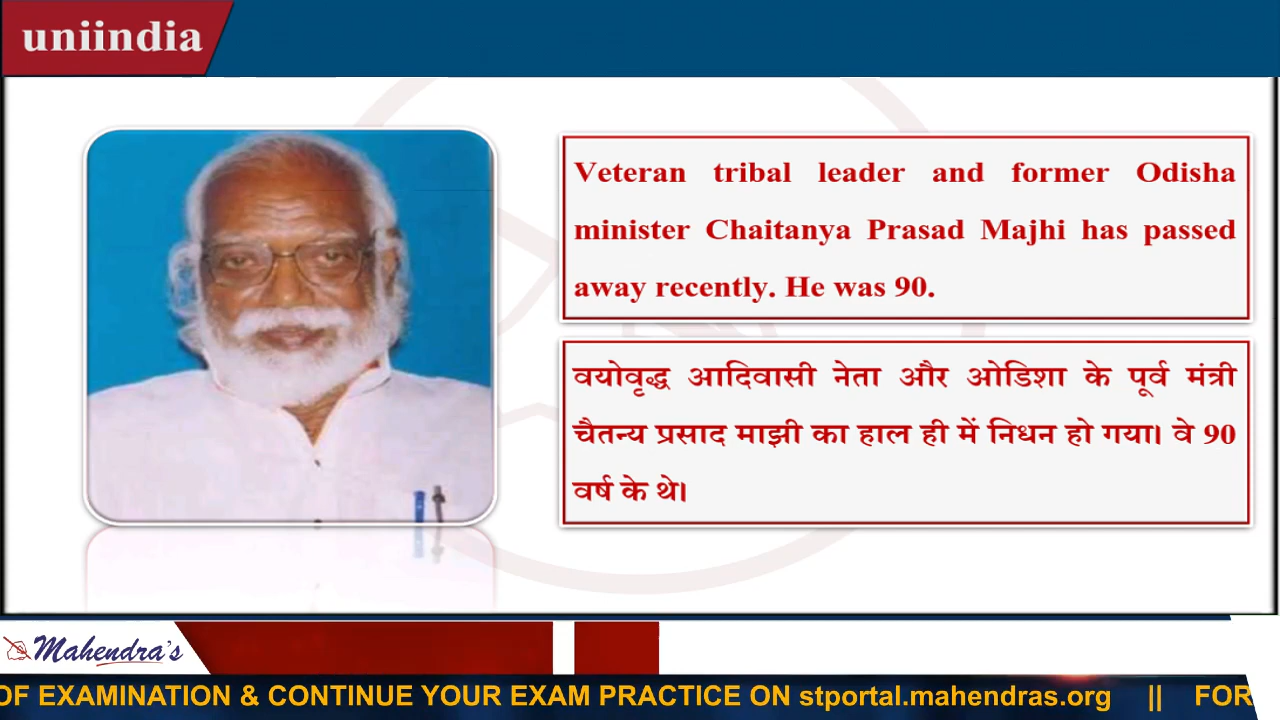 uniindia
Veteran tribal leader and former Odisha
minister Chaitanya Prasad Majhi has passed
away recently. He was 90.
वयोवृद्ध आदिवासी नेता और ओडिशा के पूर्व मंत्री
चैतन्य प्रसाद माझी का हाल ही में निधन हो गया। वे 90
वर्ष के थे।
Mahendra's
OF EXAMINATION & CONTINUE YOUR EXAM PRACTICE ON stportal.mahendras.org || FOR